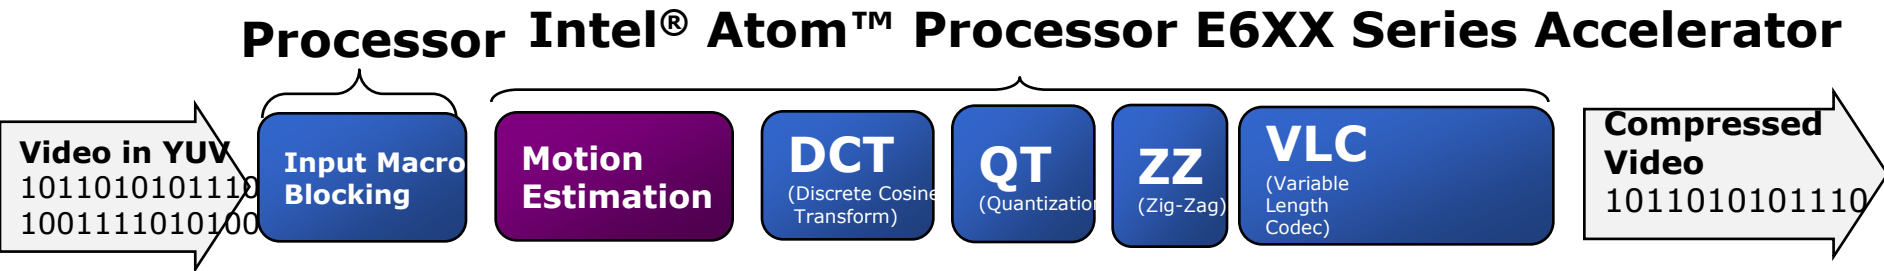 Processor
Intel® Atom™ Processor E6XX Series Accelerator
Video in YUV
1011010101110
1001111010100
Input Macro
Blocking
Motion
Estimation
DCT
(Discrete Cosine
Transform)
QT
(Quantization
ZZ
(Zig-Zag)
VLC
(Variable
Length
Codec)
Compressed
Video
1011010101110